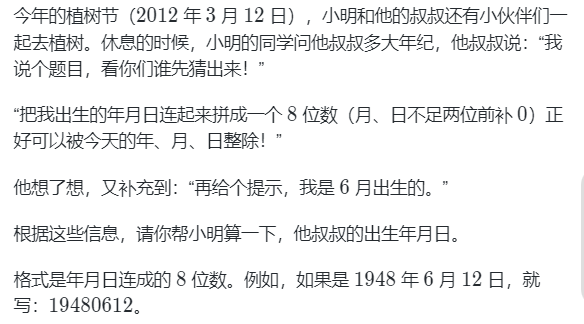 今年的植树节（2012 年 3 月 12 日），小明和他的叔叔还有小伙伴们一
起去植树。休息的时候，小明的同学问他叔叔多大年纪，他叔叔说：“我
说个题目，看你们谁先猜出来！”
“把我出生的年月日连起来拼成一个 8 位数（月、日不足两位前补 0）正
好可以被今天的年、月、日整除！”
他想了想，又补充到：“再给个提示，我是 6 月出生的。”
根据这些信息，请你帮小明算一下，他叔叔的出生年月日。
格式是年月日连成的 8 位数。例如，如果是 1948 年 6 月 12 日，就
写：19480612。